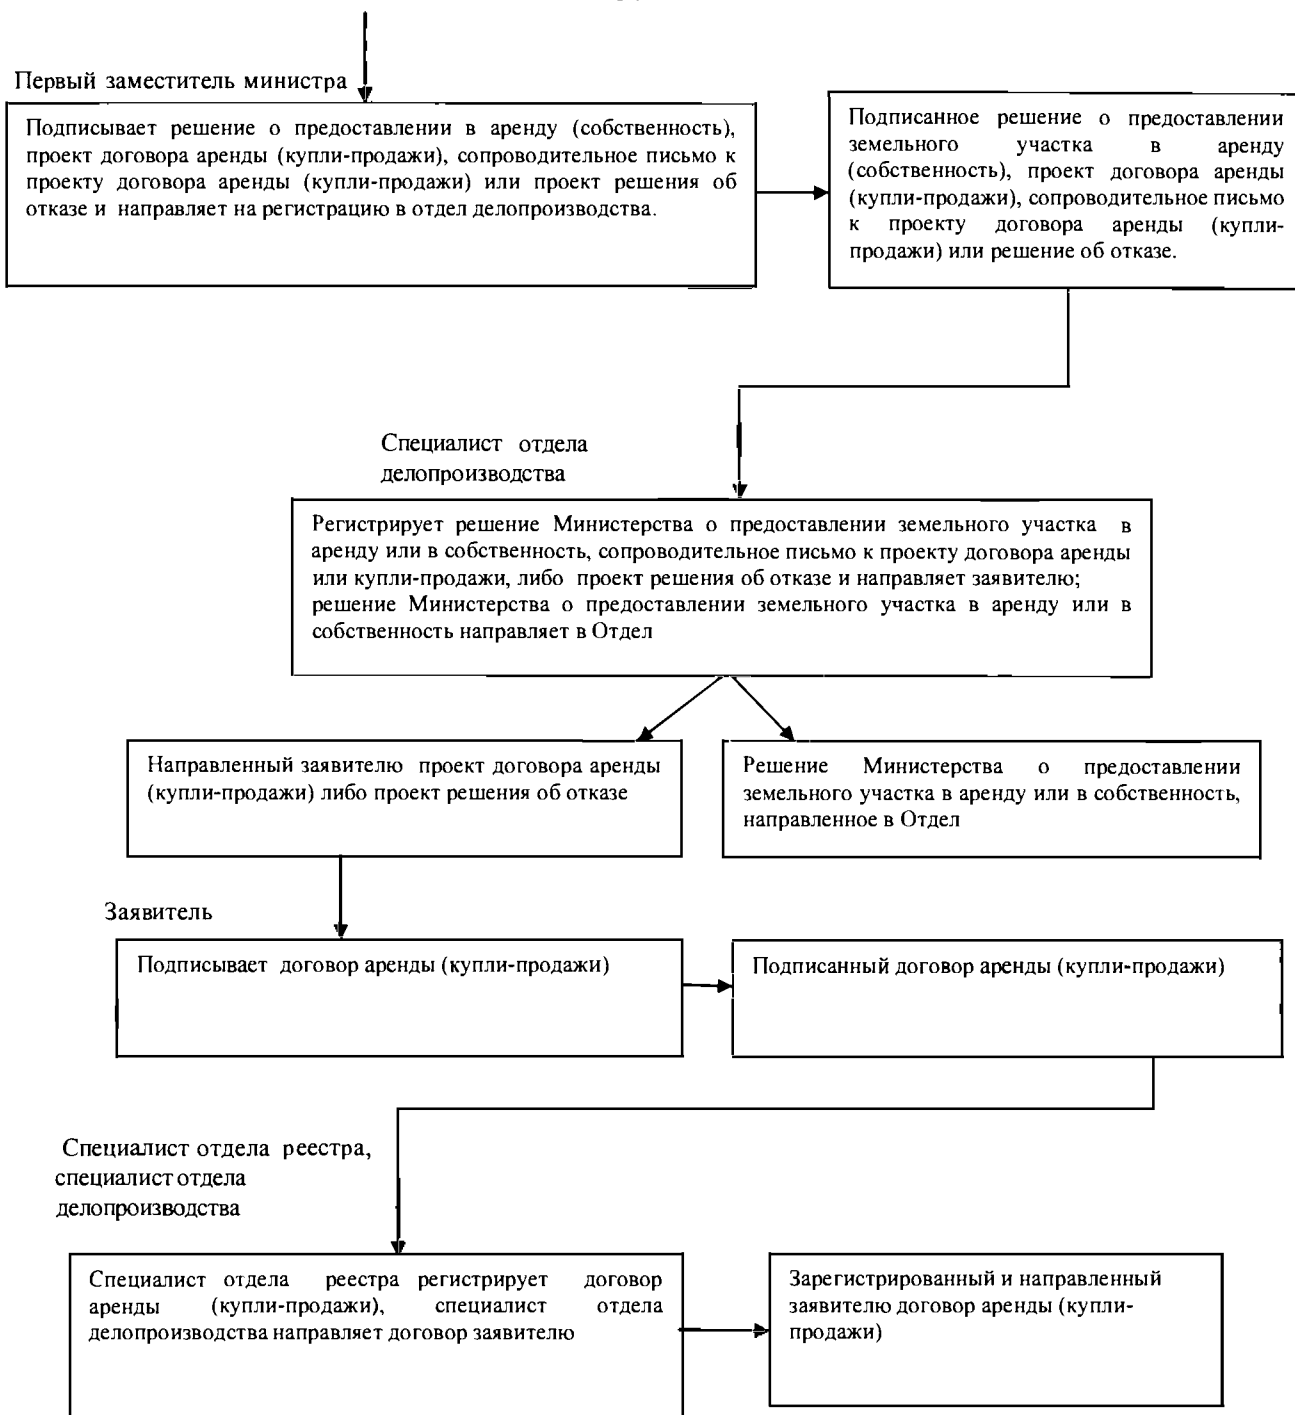 Первый заместитель министра
Подписывает решение о предоставлении в аренду (собственность),
проект договора аренды (купли-продажи), сопроводительное письмо к
проекту договора аренды (купли-продажи) или проект решения об
отказе и направляет на регистрацию в отдел делопроизводства.
Подписанное решение о предоставлении
земельного участка в аренду
(собственность), проект договора аренды
(купли-продажи), сопроводительное письмо
к проекту договора аренды (купли-
продажи) или решение об отказе.
Специалист отдела
делопроизводства
Регистрирует решение Министерства о предоставлении земельного участка в
аренду или в собственность, сопроводительное письмо к проекту договора аренды
или купли-продажи, либо проект решения об отказе и направляет заявителю;
решение Министерства о предоставлении земельного участка в аренду или в
собственность направляет в Отдел
Направленный заявителю проект договора аренды
(купли-продажи) либо проект решения об отказе
Решение Министерства о предоставлении
земельного участка в аренду или в собственность,
направленное в Отдел
Заявитель
Подписывает договор аренды (купли-продажи)
Подписанный договор аренды (купли-продажи)
Специалист отдела реестра,
специалист отдела
делопроизводства
Специалист отдела реестра регистрирует договор
аренды (купли-продажи), специалист отдела
делопроизводства направляет договор заявителю
Зарегистрированный и направленный
заявителю договор аренды (купли-
продажи)